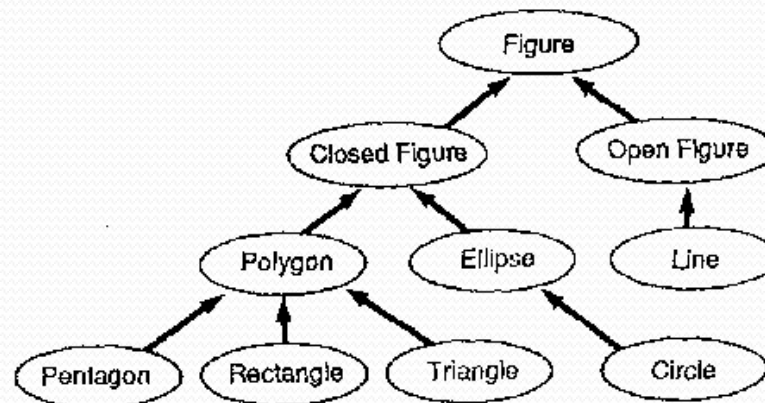 Figure
Closed Figure
Open Figure
Polygon
Ellipse
Line
Pentagon
Rectangle
Triangle
Circle